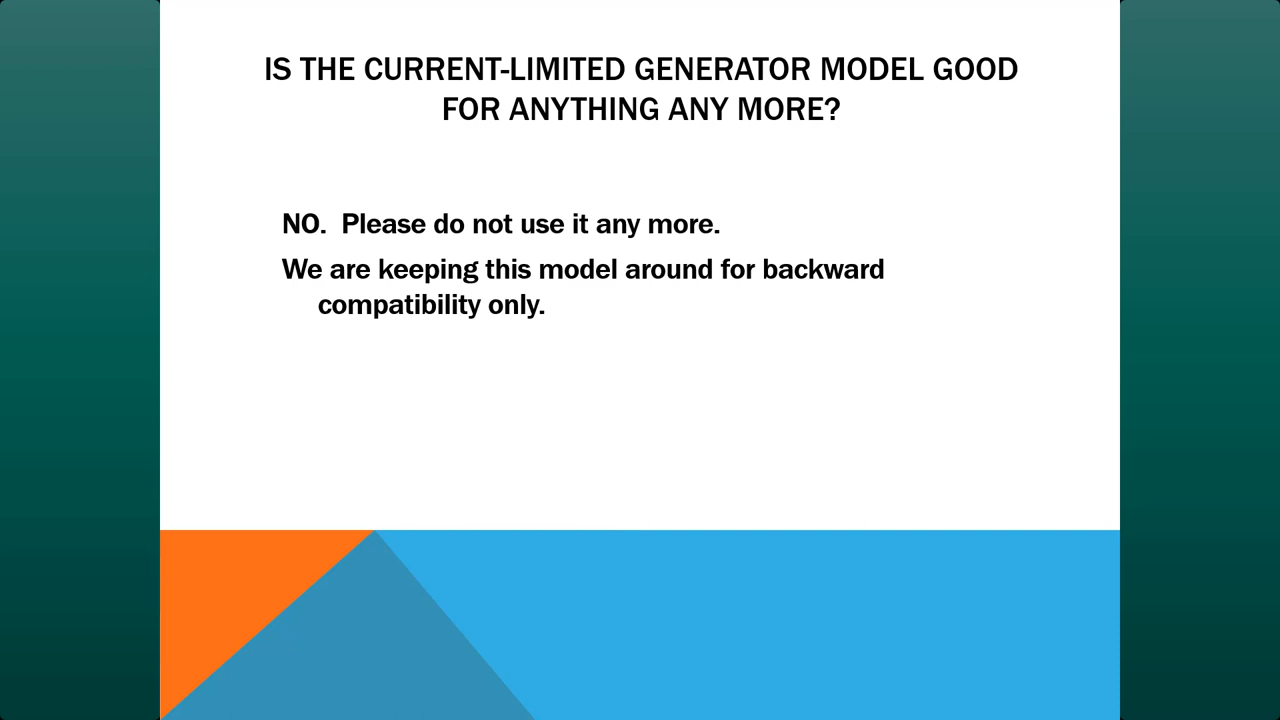 IS THE CURRENT-LIMITED GENERATOR MODEL GOOD
FOR ANYTHING ANY MORE?
NO.  Please do not use it any more.
We are keeping this model around for backward
compatibility only.